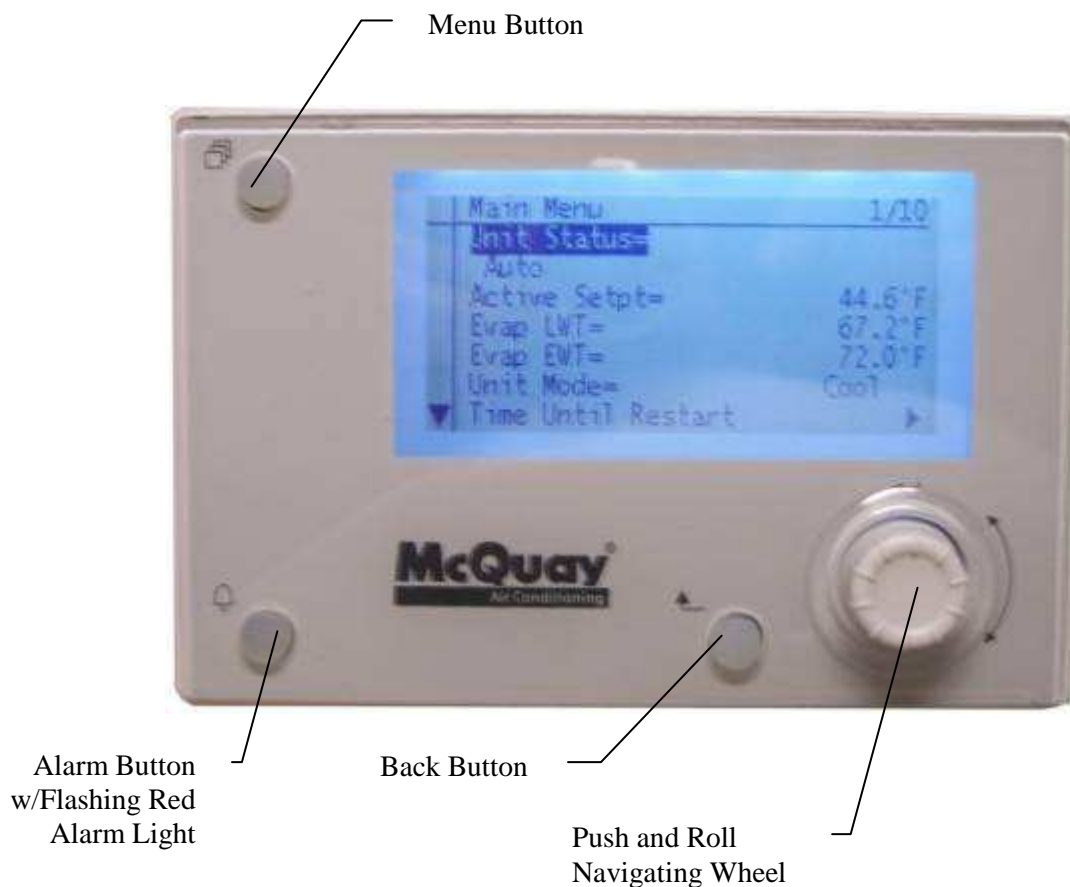 Menu Button
Main Menu 1/10
Unit Status=
Auto
Active Setpt= 44.6°F
Evap LWT= 67.2°F
Evap EWT= 72.0°F
Unit Mode= Cool
Time Until Restart
McQuay®
Air Conditioning
Alarm Button
w/Flashing Red
Alarm Light
Back Button
Push and Roll
Navigating Wheel